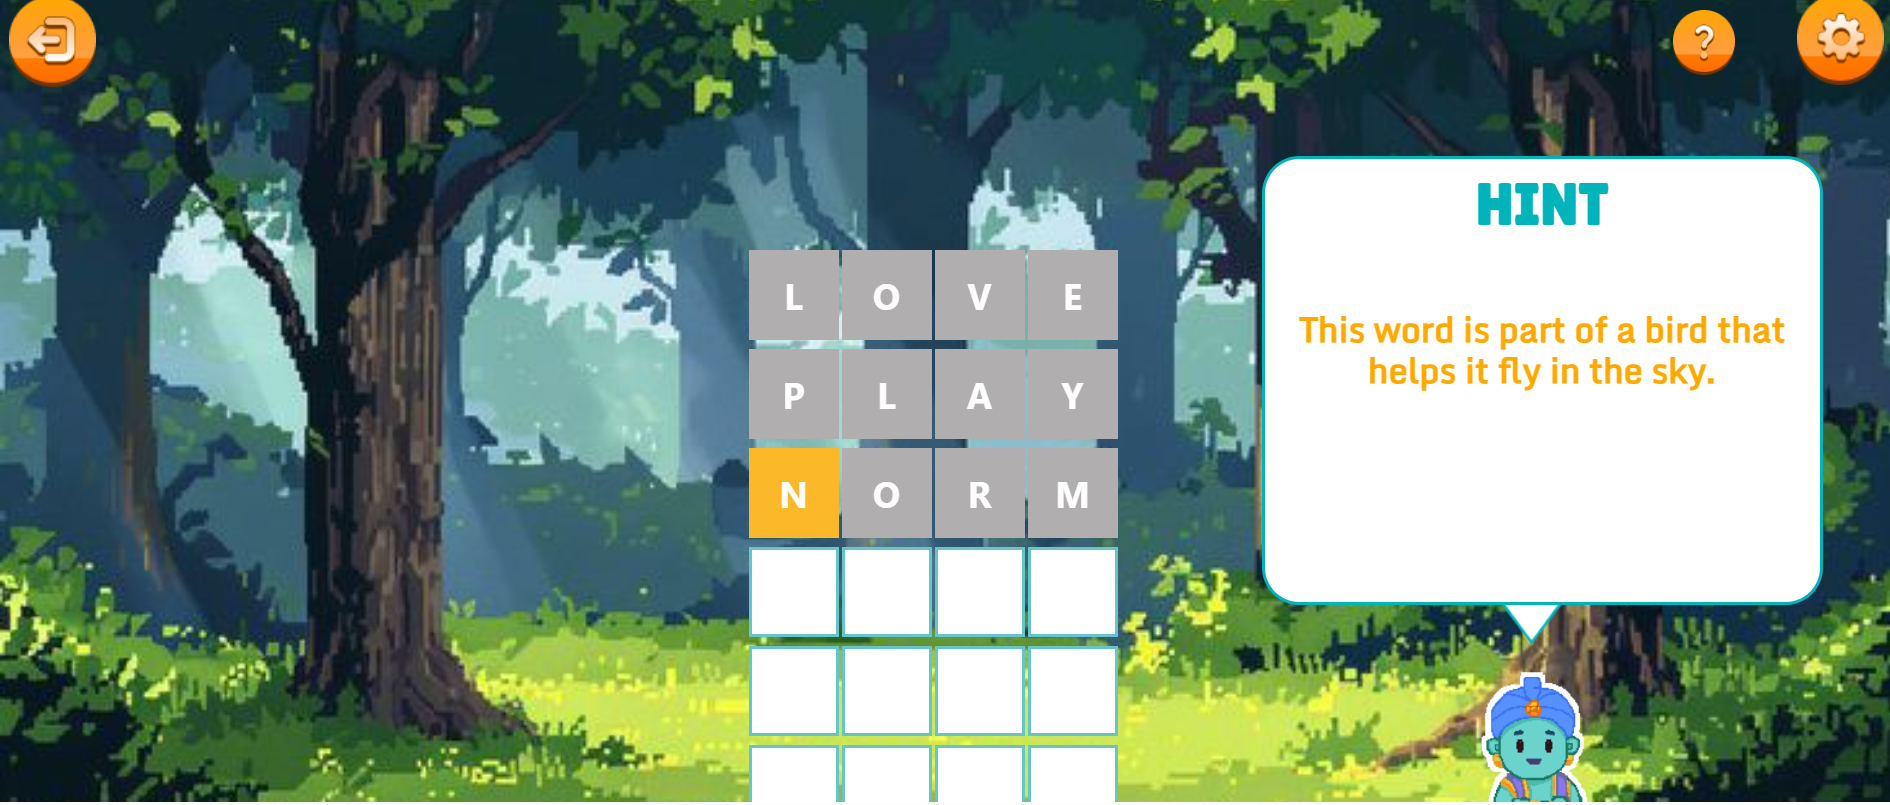 ?
HINT
This word is part of a bird that
helps it fly in the sky.
L O V E
P L A Y
N O R M